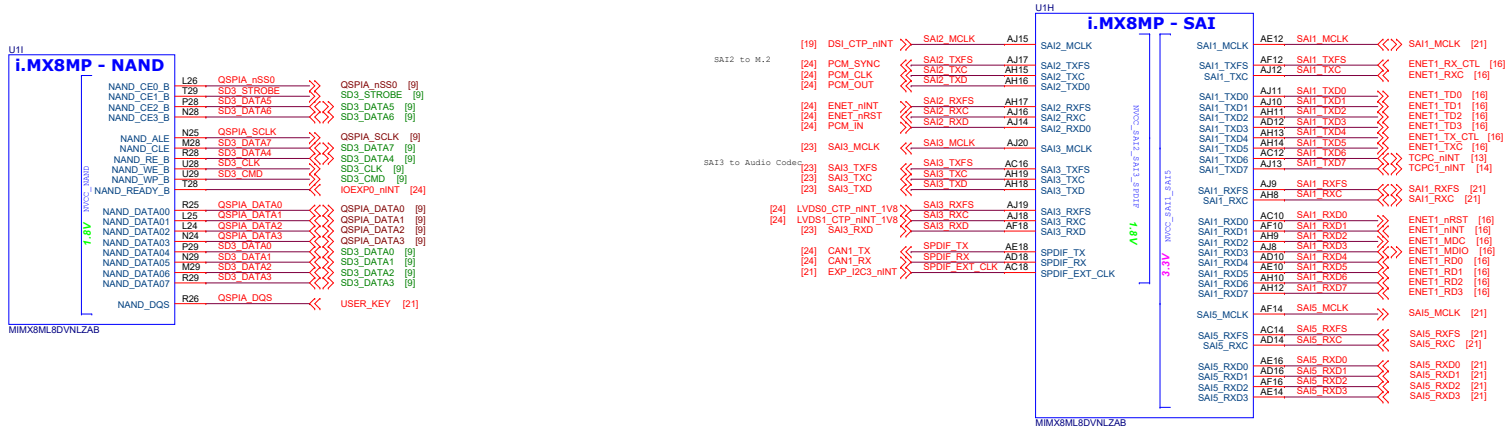 U1I
i.MX8MP - NAND
NAND_CE0_B L26 QSPIA_nSS0 QSPIA_nSS0 [9]
NAND_CE1_B T29 SD3_STROBE SD3_STROBE [9]
NAND_CE2_B P28 SD3_DATA5 SD3_DATA5 [9]
NAND_CE3_B N28 SD3_DATA6 SD3_DATA6 [9]
NAND_ALE N25 QSPIA_SCLK QSPIA_SCLK [9]
NAND_CLE M28 SD3_DATA7 SD3_DATA7 [9]
NAND_RE_B R28 SD3_DATA4 SD3_DATA4 [9]
NAND_WE_B U28 SD3_CLK SD3_CLK [9]
NAND_WP_B U29 SD3_CMD SD3_CMD [9]
NAND_READY_B T28 IOEXP0_nINT [24]
NAND_DATA00 R25 QSPIA_DATA0 QSPIA_DATA0 [9]
NAND_DATA01 L25 QSPIA_DATA1 QSPIA_DATA1 [9]
NAND_DATA02 L24 QSPIA_DATA2 QSPIA_DATA2 [9]
NAND_DATA03 N24 QSPIA_DATA3 QSPIA_DATA3 [9]
NAND_DATA04 P29 SD3_DATA0 SD3_DATA0 [9]
NAND_DATA05 N29 SD3_DATA1 SD3_DATA1 [9]
NAND_DATA06 M29 SD3_DATA2 SD3_DATA2 [9]
NAND_DATA07 R29 SD3_DATA3 SD3_DATA3 [9]
NAND_DQS R26 QSPIA_DQS USER_KEY [21]
NVCC_NAND
1.8V
MIMX8ML8DVNLZAB
U1H
i.MX8MP - SAI
[19] DSI_CTP_nINT SAI2_MCLK AJ15 SAI2_MCLK
SAI2 to M.2
[24] PCM_SYNC SAI2_TXFS AJ17 SAI2_TXFS
[24] PCM_CLK SAI2_TXC AH15 SAI2_TXC
[24] PCM_OUT SAI2_TXD AH16 SAI2_TXD0
[24] ENET_nINT SAI2_RXFS AH17 SAI2_RXFS
[24] ENET_nRST SAI2_RXC AJ16 SAI2_RXC
[24] PCM_IN SAI2_RXD AJ14 SAI2_RXD0
[23] SAI3_MCLK SAI3_MCLK AJ20 SAI3_MCLK
SAI3 to Audio Codec
[23] SAI3_TXFS SAI3_TXFS AC16 SAI3_TXFS
[23] SAI3_TXC SAI3_TXC AH19 SAI3_TXC
[23] SAI3_TXD SAI3_TXD AH18 SAI3_TXD
[24] LVDS0_CTP_nINT_1V8 SAI3_RXFS AJ19 SAI3_RXFS
[24] LVDS1_CTP_nINT_1V8 SAI3_RXC AJ18 SAI3_RXC
[23] SAI3_RXD SAI3_RXD AF18 SAI3_RXD
[24] CAN1_TX SPDIF_TX AE18 SPDIF_TX
[24] CAN1_RX SPDIF_RX AD18 SPDIF_RX
[21] EXP_I2C3_nINT SPDIF_EXT_CLK AC18 SPDIF_EXT_CLK
NVCC_SAI2_SAI3_SPDIF
1.8V
NVCC_SAI1_SAI5
3.3V
SAI1_MCLK AE12 SAI1_MCLK SAI1_MCLK [21]
SAI1_TXFS AF12 SAI1_TXFS ENET1_RX_CTL [16]
SAI1_TXC AJ12 SAI1_TXC ENET1_RXC [16]
SAI1_TXD0 AJ11 SAI1_TXD0 ENET1_TD0 [16]
SAI1_TXD1 AJ10 SAI1_TXD1 ENET1_TD1 [16]
SAI1_TXD2 AH11 SAI1_TXD2 ENET1_TD2 [16]
SAI1_TXD3 AD12 SAI1_TXD3 ENET1_TD3 [16]
SAI1_TXD4 AH13 SAI1_TXD4 ENET1_TX_CTL [16]
SAI1_TXD5 AH14 SAI1_TXD5 ENET1_TXC [16]
SAI1_TXD6 AC12 SAI1_TXD6 TCPC_nINT [13]
SAI1_TXD7 AJ13 SAI1_TXD7 TCPC1_nINT [14]
SAI1_RXFS AJ9 SAI1_RXFS SAI1_RXFS [21]
SAI1_RXC AH8 SAI1_RXC SAI1_RXC [21]
SAI1_RXD0 AC10 SAI1_RXD0 ENET1_nRST [16]
SAI1_RXD1 AF10 SAI1_RXD1 ENET1_nINT [16]
SAI1_RXD2 AH9 SAI1_RXD2 ENET1_MDC [16]
SAI1_RXD3 AJ8 SAI1_RXD3 ENET1_MDIO [16]
SAI1_RXD4 AD10 SAI1_RXD4 ENET1_RD0 [16]
SAI1_RXD5 AE10 SAI1_RXD5 ENET1_RD1 [16]
SAI1_RXD6 AH10 SAI1_RXD6 ENET1_RD2 [16]
SAI1_RXD7 AH12 SAI1_RXD7 ENET1_RD3 [16]
SAI5_MCLK AF14 SAI5_MCLK SAI5_MCLK [21]
SAI5_RXFS AC14 SAI5_RXFS SAI5_RXFS [21]
SAI5_RXC AD14 SAI5_RXC SAI5_RXC [21]
SAI5_RXD0 AE16 SAI5_RXD0 SAI5_RXD0 [21]
SAI5_RXD1 AD16 SAI5_RXD1 SAI5_RXD1 [21]
SAI5_RXD2 AF16 SAI5_RXD2 SAI5_RXD2 [21]
SAI5_RXD3 AE14 SAI5_RXD3 SAI5_RXD3 [21]
MIMX8ML8DVNLZAB